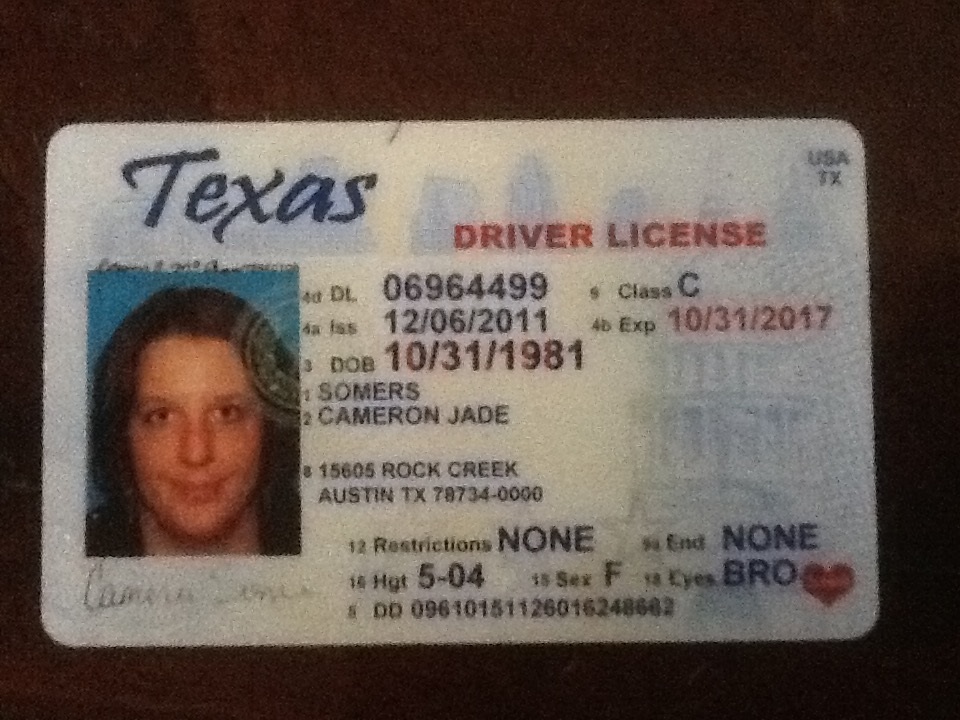 Texas
USA
TX
DRIVER LICENSE
4d DL 06964499 9 Class C
4a Iss 12/06/2011 4b Exp 10/31/2017
3 DOB 10/31/1981
1 SOMERS
2 CAMERON JADE
8 15605 ROCK CREEK
AUSTIN TX 78734-0000
12 Restrictions NONE 9a End NONE
16 Hgt 5-04 15 Sex F 18 Eyes BRO
5 DD 09610151126016248662